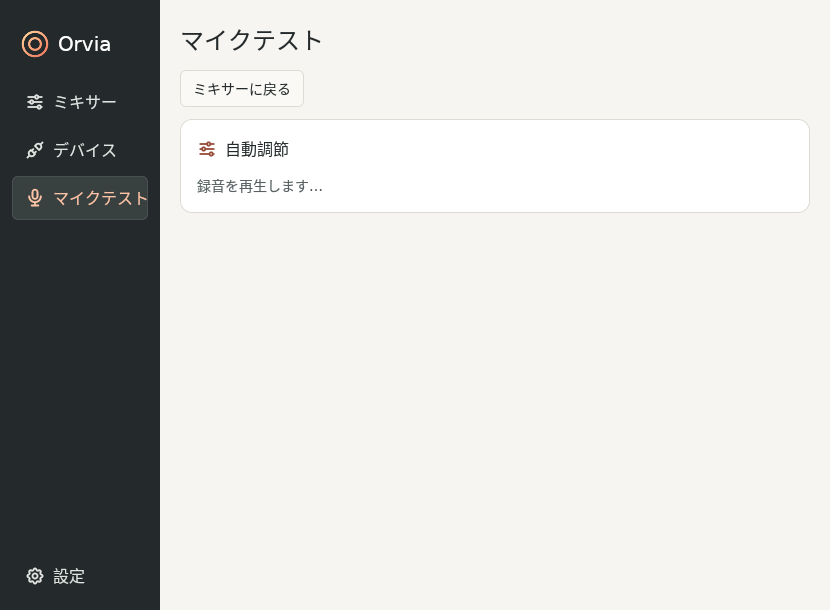 Orvia
ミキサー
デバイス
マイクテスト
設定
マイクテスト
ミキサーに戻る
自動調節
録音を再生します...